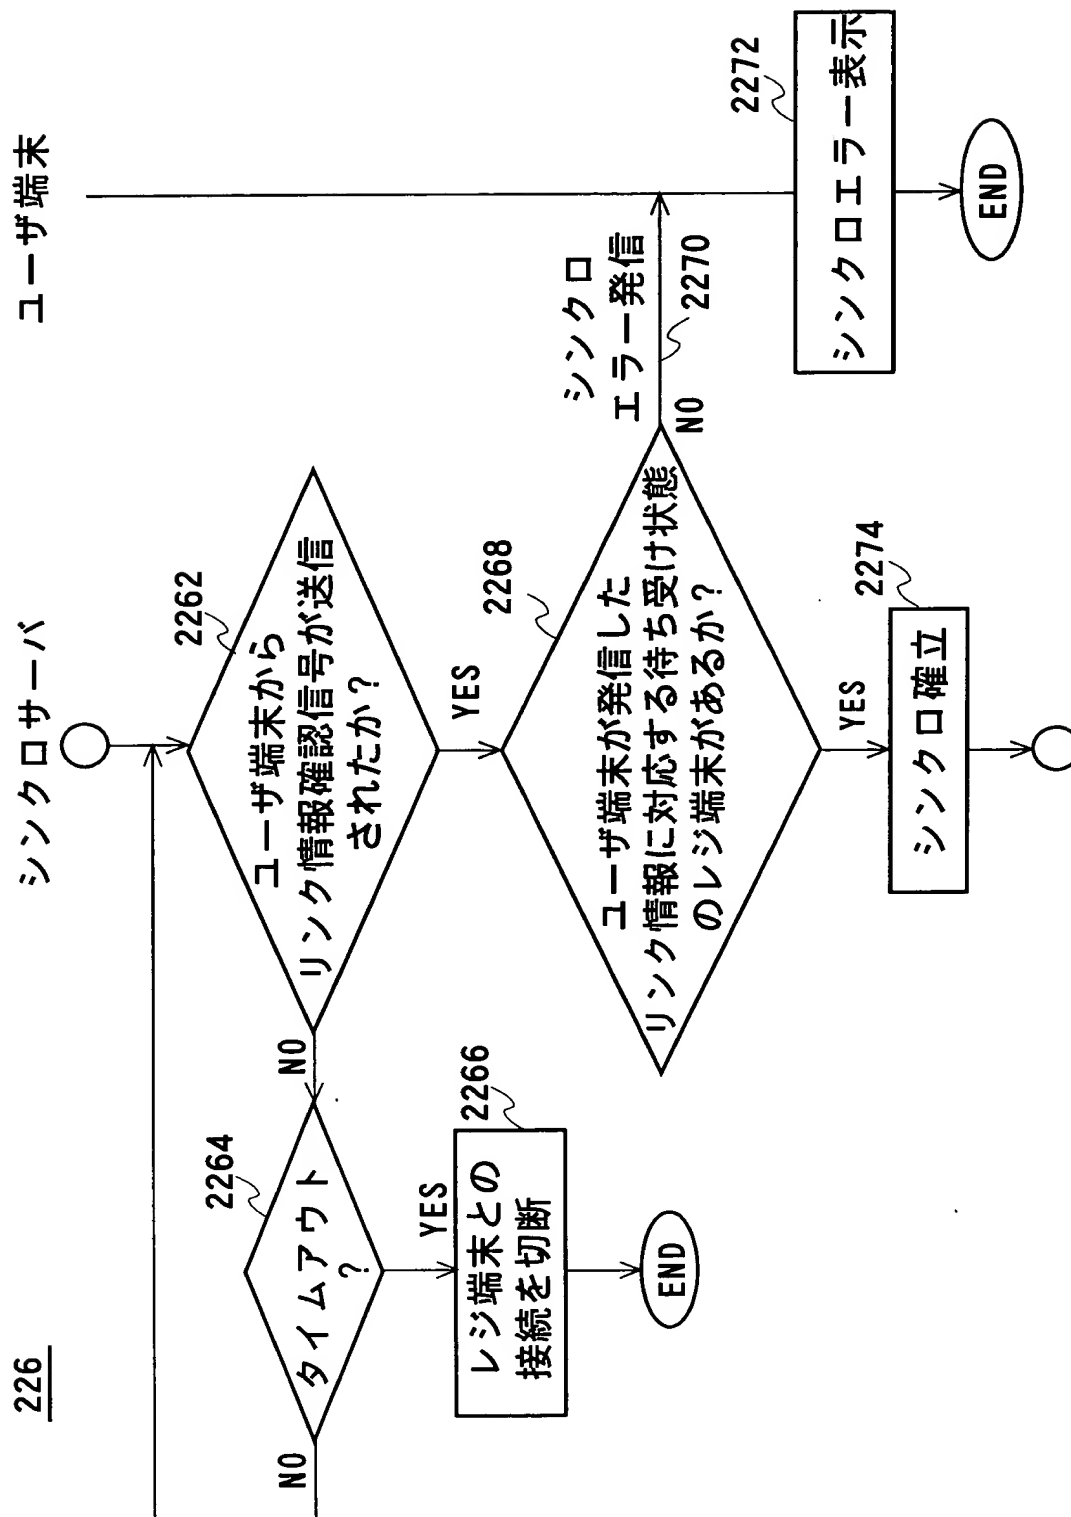 226
シンクロサーバ
ユーザ端末
2262
ユーザ端末から
リンク情報確認信号が送信
されたか？
NO
YES
2264
タイムアウト
？
NO
YES
2266
レジ端末との
接続を切断
END
2268
ユーザ端末が発信した
リンク情報に対応する待ち受け状態
のレジ端末があるか？
NO
YES
シンクロ
エラー発信
2270
2272
シンクロエラー表示
END
2274
シンクロ確立